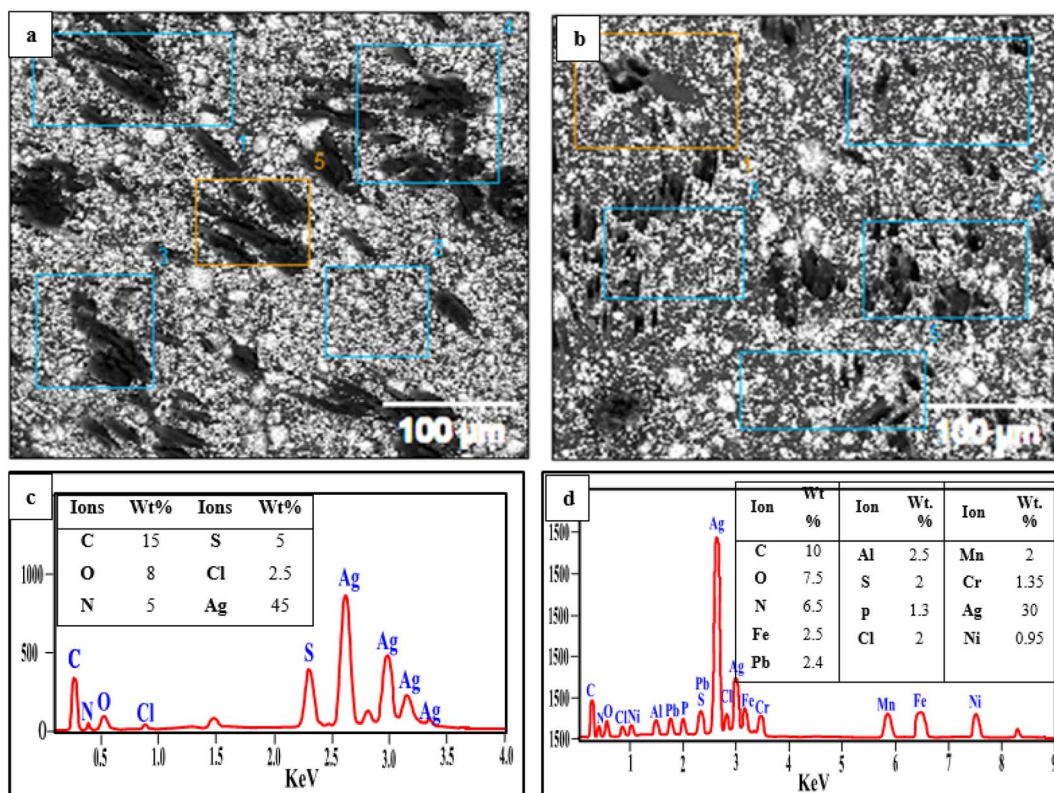 a
4
1
5
3
2
100 µm
b
1
2
3
4
5
100 µm
c
Ions Wt% Ions Wt%
C 15 S 5
O 8 Cl 2.5
N 5 Ag 45
1000
500
0
C
N
O
Cl
S
Ag
Ag
Ag
Ag
0.5 1.0 1.5 2.0 2.5 3.0 3.5 4.0
KeV
d
Ion Wt %
C 10
O 7.5
N 6.5
Fe 2.5
Pb 2.4
Ion Wt. %
Al 2.5
S 2
p 1.3
Cl 2
Ion Wt. %
Mn 2
Cr 1.35
Ag 30
Ni 0.95
1500
1500
1500
1500
1500
1500
C
N
O
Cl
Ni
Al
Pb
P
Pb
S
Ag
Cl
Ag
Fe
Cr
Mn
Fe
Ni
1 2 3 4 5 6 7 8 9
KeV